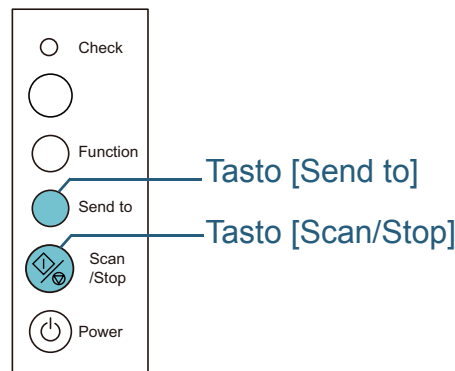 Check
Function
Tasto [Send to]
Send to
Tasto [Scan/Stop]
Scan
/Stop
Power